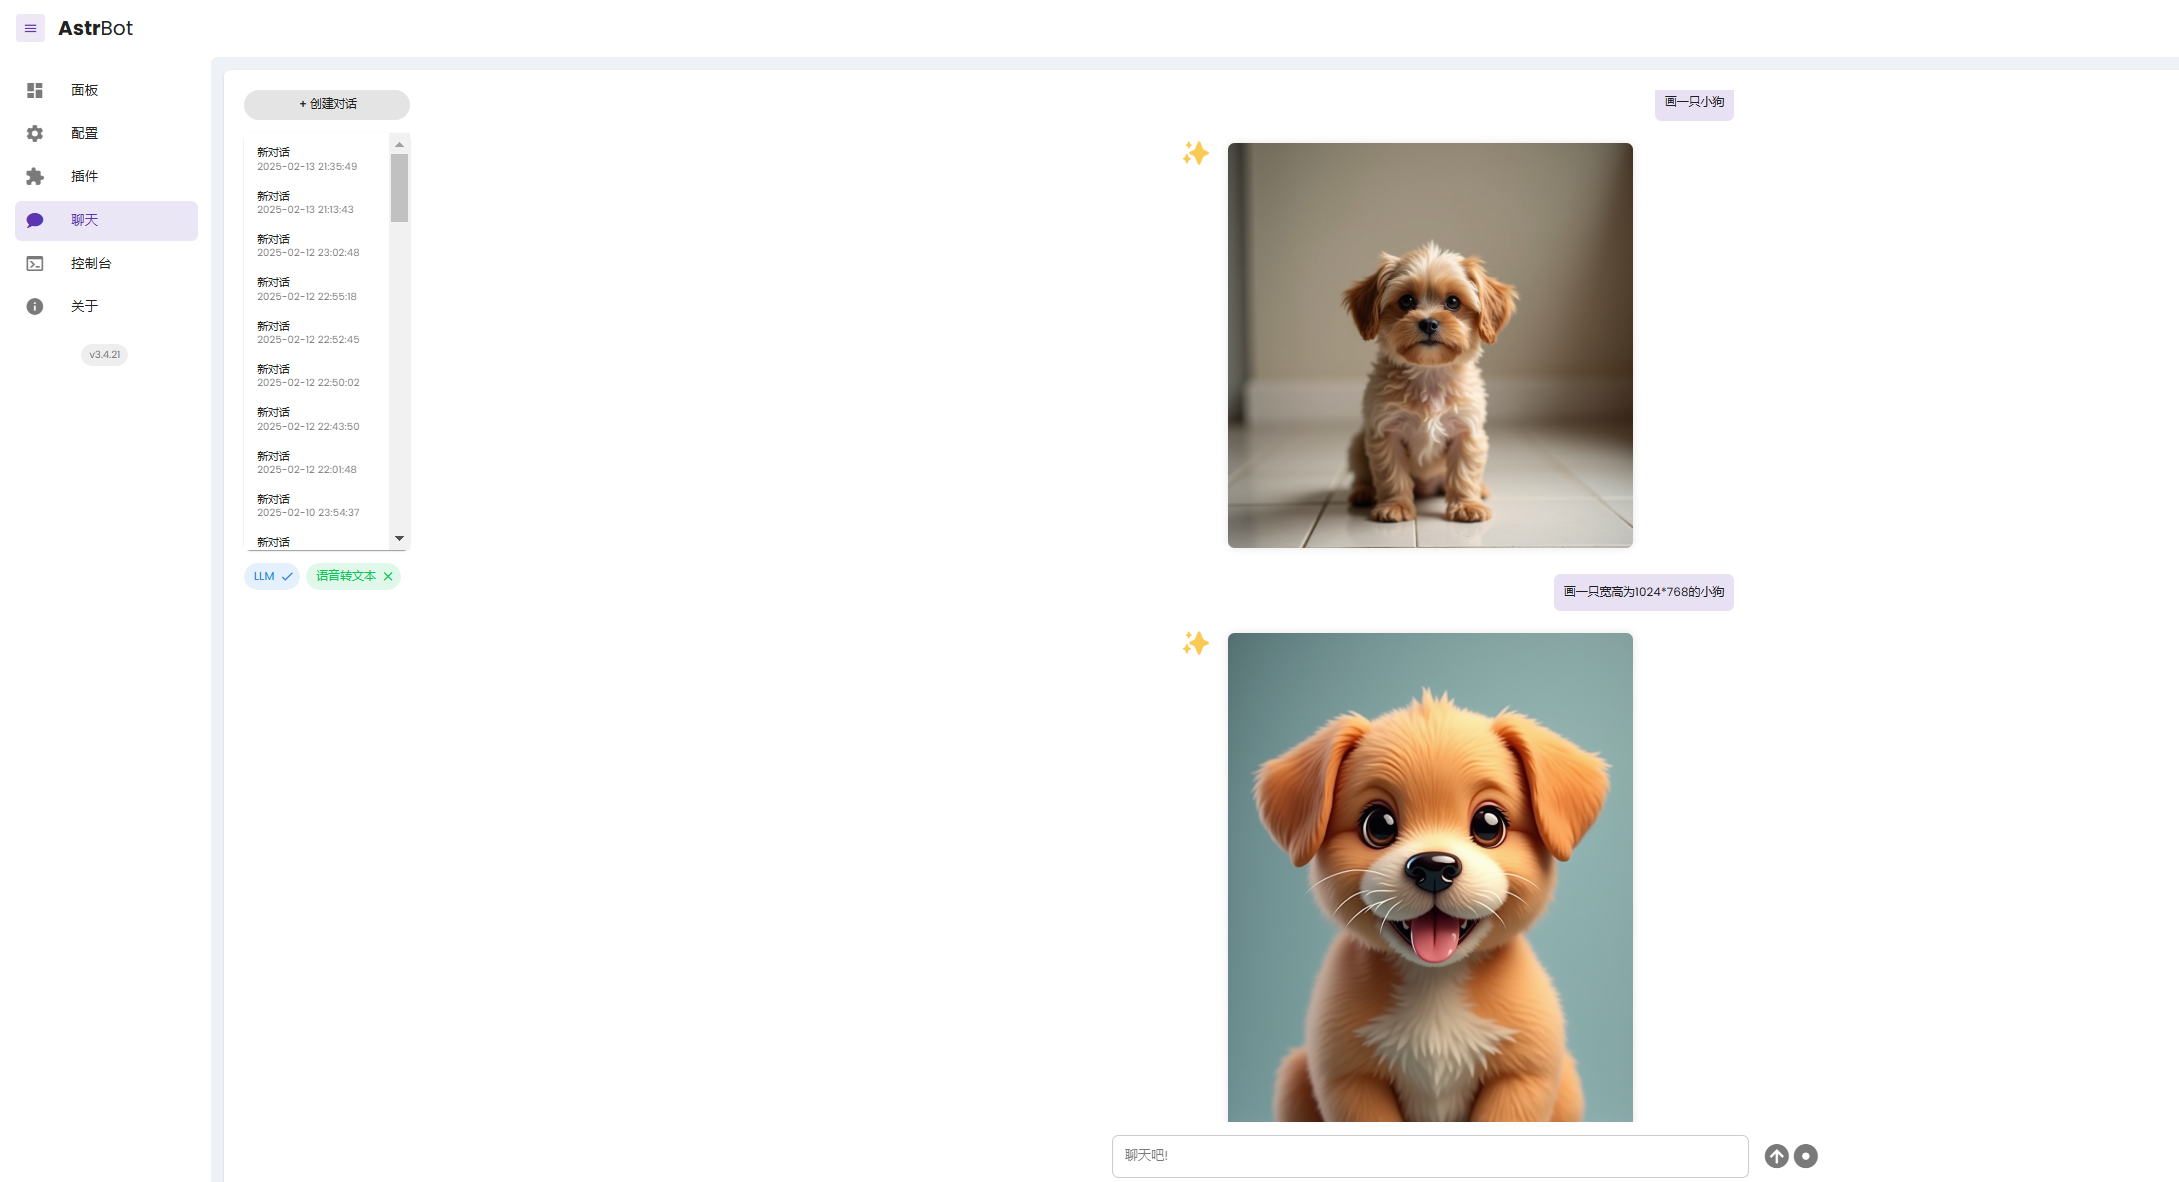 AstrBot
面板
配置
插件
聊天
控制台
关于
v3.4.21
+ 创建对话
新对话
2025-02-13 21:35:49
新对话
2025-02-13 21:13:43
新对话
2025-02-12 23:02:48
新对话
2025-02-12 22:55:18
新对话
2025-02-12 22:52:45
新对话
2025-02-12 22:50:02
新对话
2025-02-12 22:43:50
新对话
2025-02-12 22:01:48
新对话
2025-02-10 23:54:37
新对话
LLM
语音转文本
画一只小狗
画一只宽高为1024*768的小狗
聊天吧!